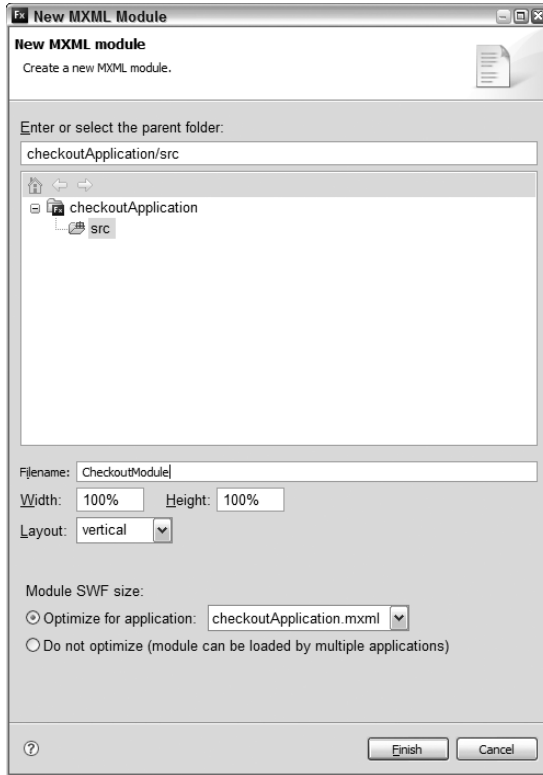 Fx New MXML Module
New MXML module
Create a new MXML module.
Enter or select the parent folder:
checkoutApplication/src
Fx checkoutApplication
src
Filename: CheckoutModule
Width: 100% Height: 100%
Layout: vertical
Module SWF size:
Optimize for application: checkoutApplication.mxml
Do not optimize (module can be loaded by multiple applications)
? Finish Cancel